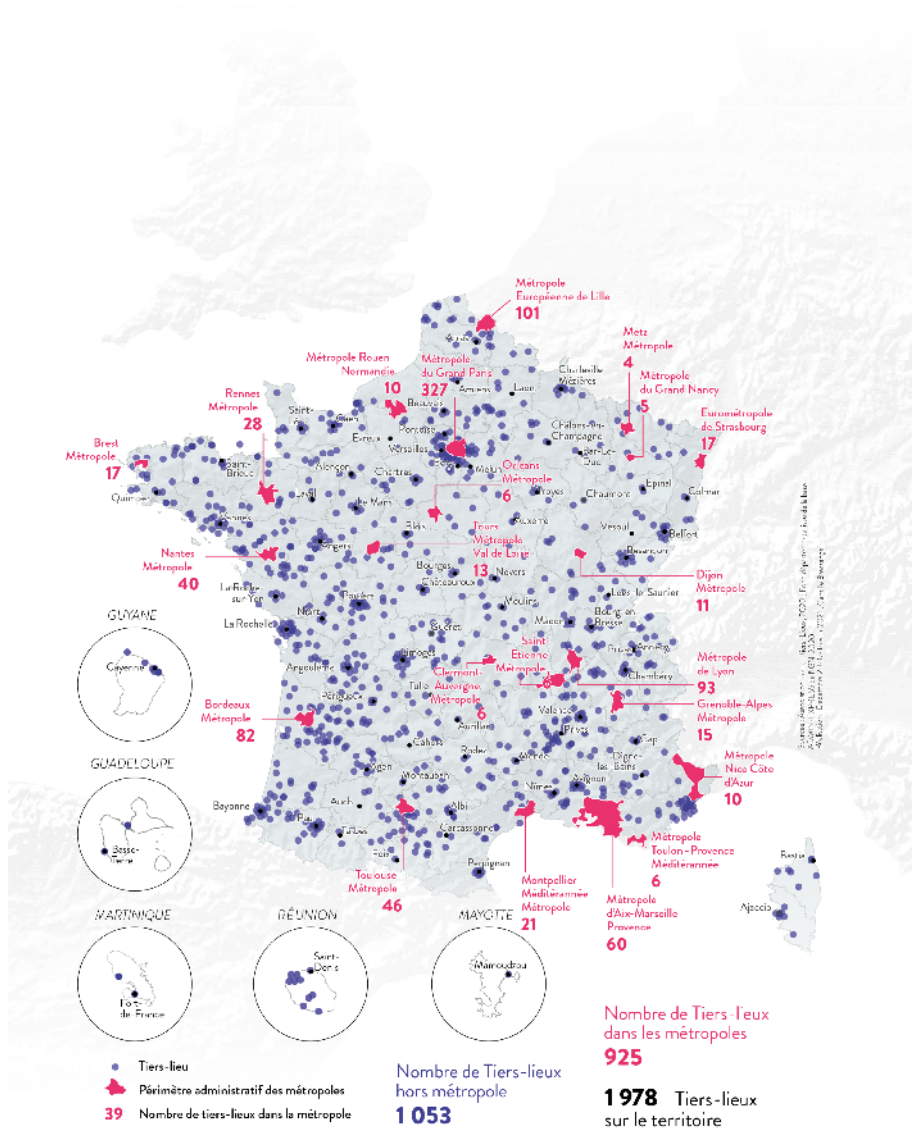 Métropole
Européenne de Lille
101
Metz
Métropole
4
Métropole Rouen
Normandie
10
Métropole
du Grand Paris
327
Métropole
du Grand Nancy
5
Rennes
Métropole
28
Eurométropole
de Strasbourg
17
Brest
Métropole
17
Orléans
Métropole
6
Tours
Métropole
Val de Loire
13
Nantes
Métropole
40
Dijon
Métropole
11
Saint-
Etienne
Métropole
6
Clermont-
Auvergne
Métropole
6
Métropole
de Lyon
93
Grenoble-Alpes
Métropole
15
Bordeaux
Métropole
82
Métropole
Nice Côte
d'Azur
10
Métropole
Toulon-Provence
Méditérannée
6
Toulouse
Métropole
46
Montpellier
Méditérannée
Métropole
21
Métropole
d'Aix-Marseille
Provence
60
Arras
Amiens
Laon
Charleville
Mézières
Beauvais
Saint-
Caen
Pontoise
Evreux
Versailles
Melun
Châlons-en-
Champagne
Bar-Le-
Duc
Saint-
Brieuc
Alençon
Chartres
Troyes
Chaumont
Epinal
Colmar
Quimper
Laval
Le Mans
Vannes
Blois
Auxerre
Vesoul
Belfort
Angers
Besançon
Bourges
Châteauroux
Nevers
Lons-le-Saunier
La Roche
sur Yon
Poitiers
Moulins
Niort
Macon
Bourg-en
Bresse
La Rochelle
Guéret
Annecy
Limoges
Angoulême
Chambéry
Tulle
Périgueux
Aurillac
Valence
Privas
Cahors
Rodez
Mende
Gap
Digne-
les-Bains
Agen
Montauban
Avignon
Nîmes
Bayonne
Auch
Albi
Pau
Tarbes
Carcassonne
Foix
Perpignan
Bastia
Ajaccio
GUYANE
Cayenne
GUADELOUPE
Basse-
Terre
MARTINIQUE
Fort-
de-France
RÉUNION
Saint-
Denis
MAYOTTE
Mamoudzou
Tiers-lieu
Périmètre administratif des métropoles
39 Nombre de tiers-lieux dans la métropole
Nombre de Tiers-lieux
hors métropole
1 053
Nombre de Tiers-lieux
dans les métropoles
925
1 978 Tiers-lieux
sur le territoire